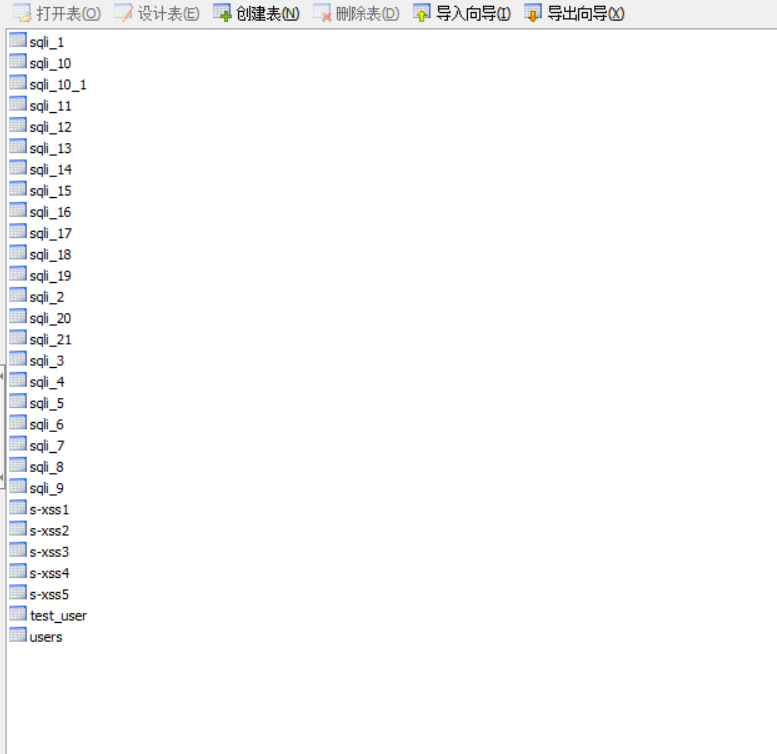 打开表(O) 设计表(E) 创建表(N) 删除表(D) 导入向导(I) 导出向导(X)
sqli_1
sqli_10
sqli_10_1
sqli_11
sqli_12
sqli_13
sqli_14
sqli_15
sqli_16
sqli_17
sqli_18
sqli_19
sqli_2
sqli_20
sqli_21
sqli_3
sqli_4
sqli_5
sqli_6
sqli_7
sqli_8
sqli_9
s-xss1
s-xss2
s-xss3
s-xss4
s-xss5
test_user
users